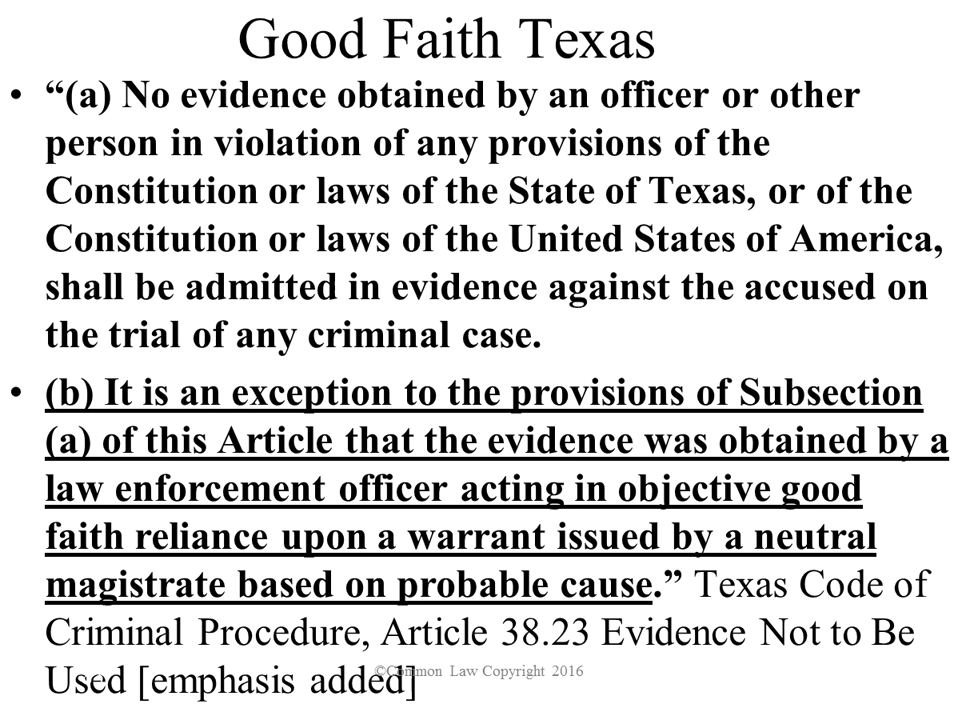 Good Faith Texas
• “(a) No evidence obtained by an officer or other
person in violation of any provisions of the
Constitution or laws of the State of Texas, or of the
Constitution or laws of the United States of America,
shall be admitted in evidence against the accused on
the trial of any criminal case.
• (b) It is an exception to the provisions of Subsection
(a) of this Article that the evidence was obtained by a
law enforcement officer acting in objective good
faith reliance upon a warrant issued by a neutral
magistrate based on probable cause.” Texas Code of
Criminal Procedure, Article 38.23 Evidence Not to Be
Used [emphasis added]
©Common Law Copyright 2016